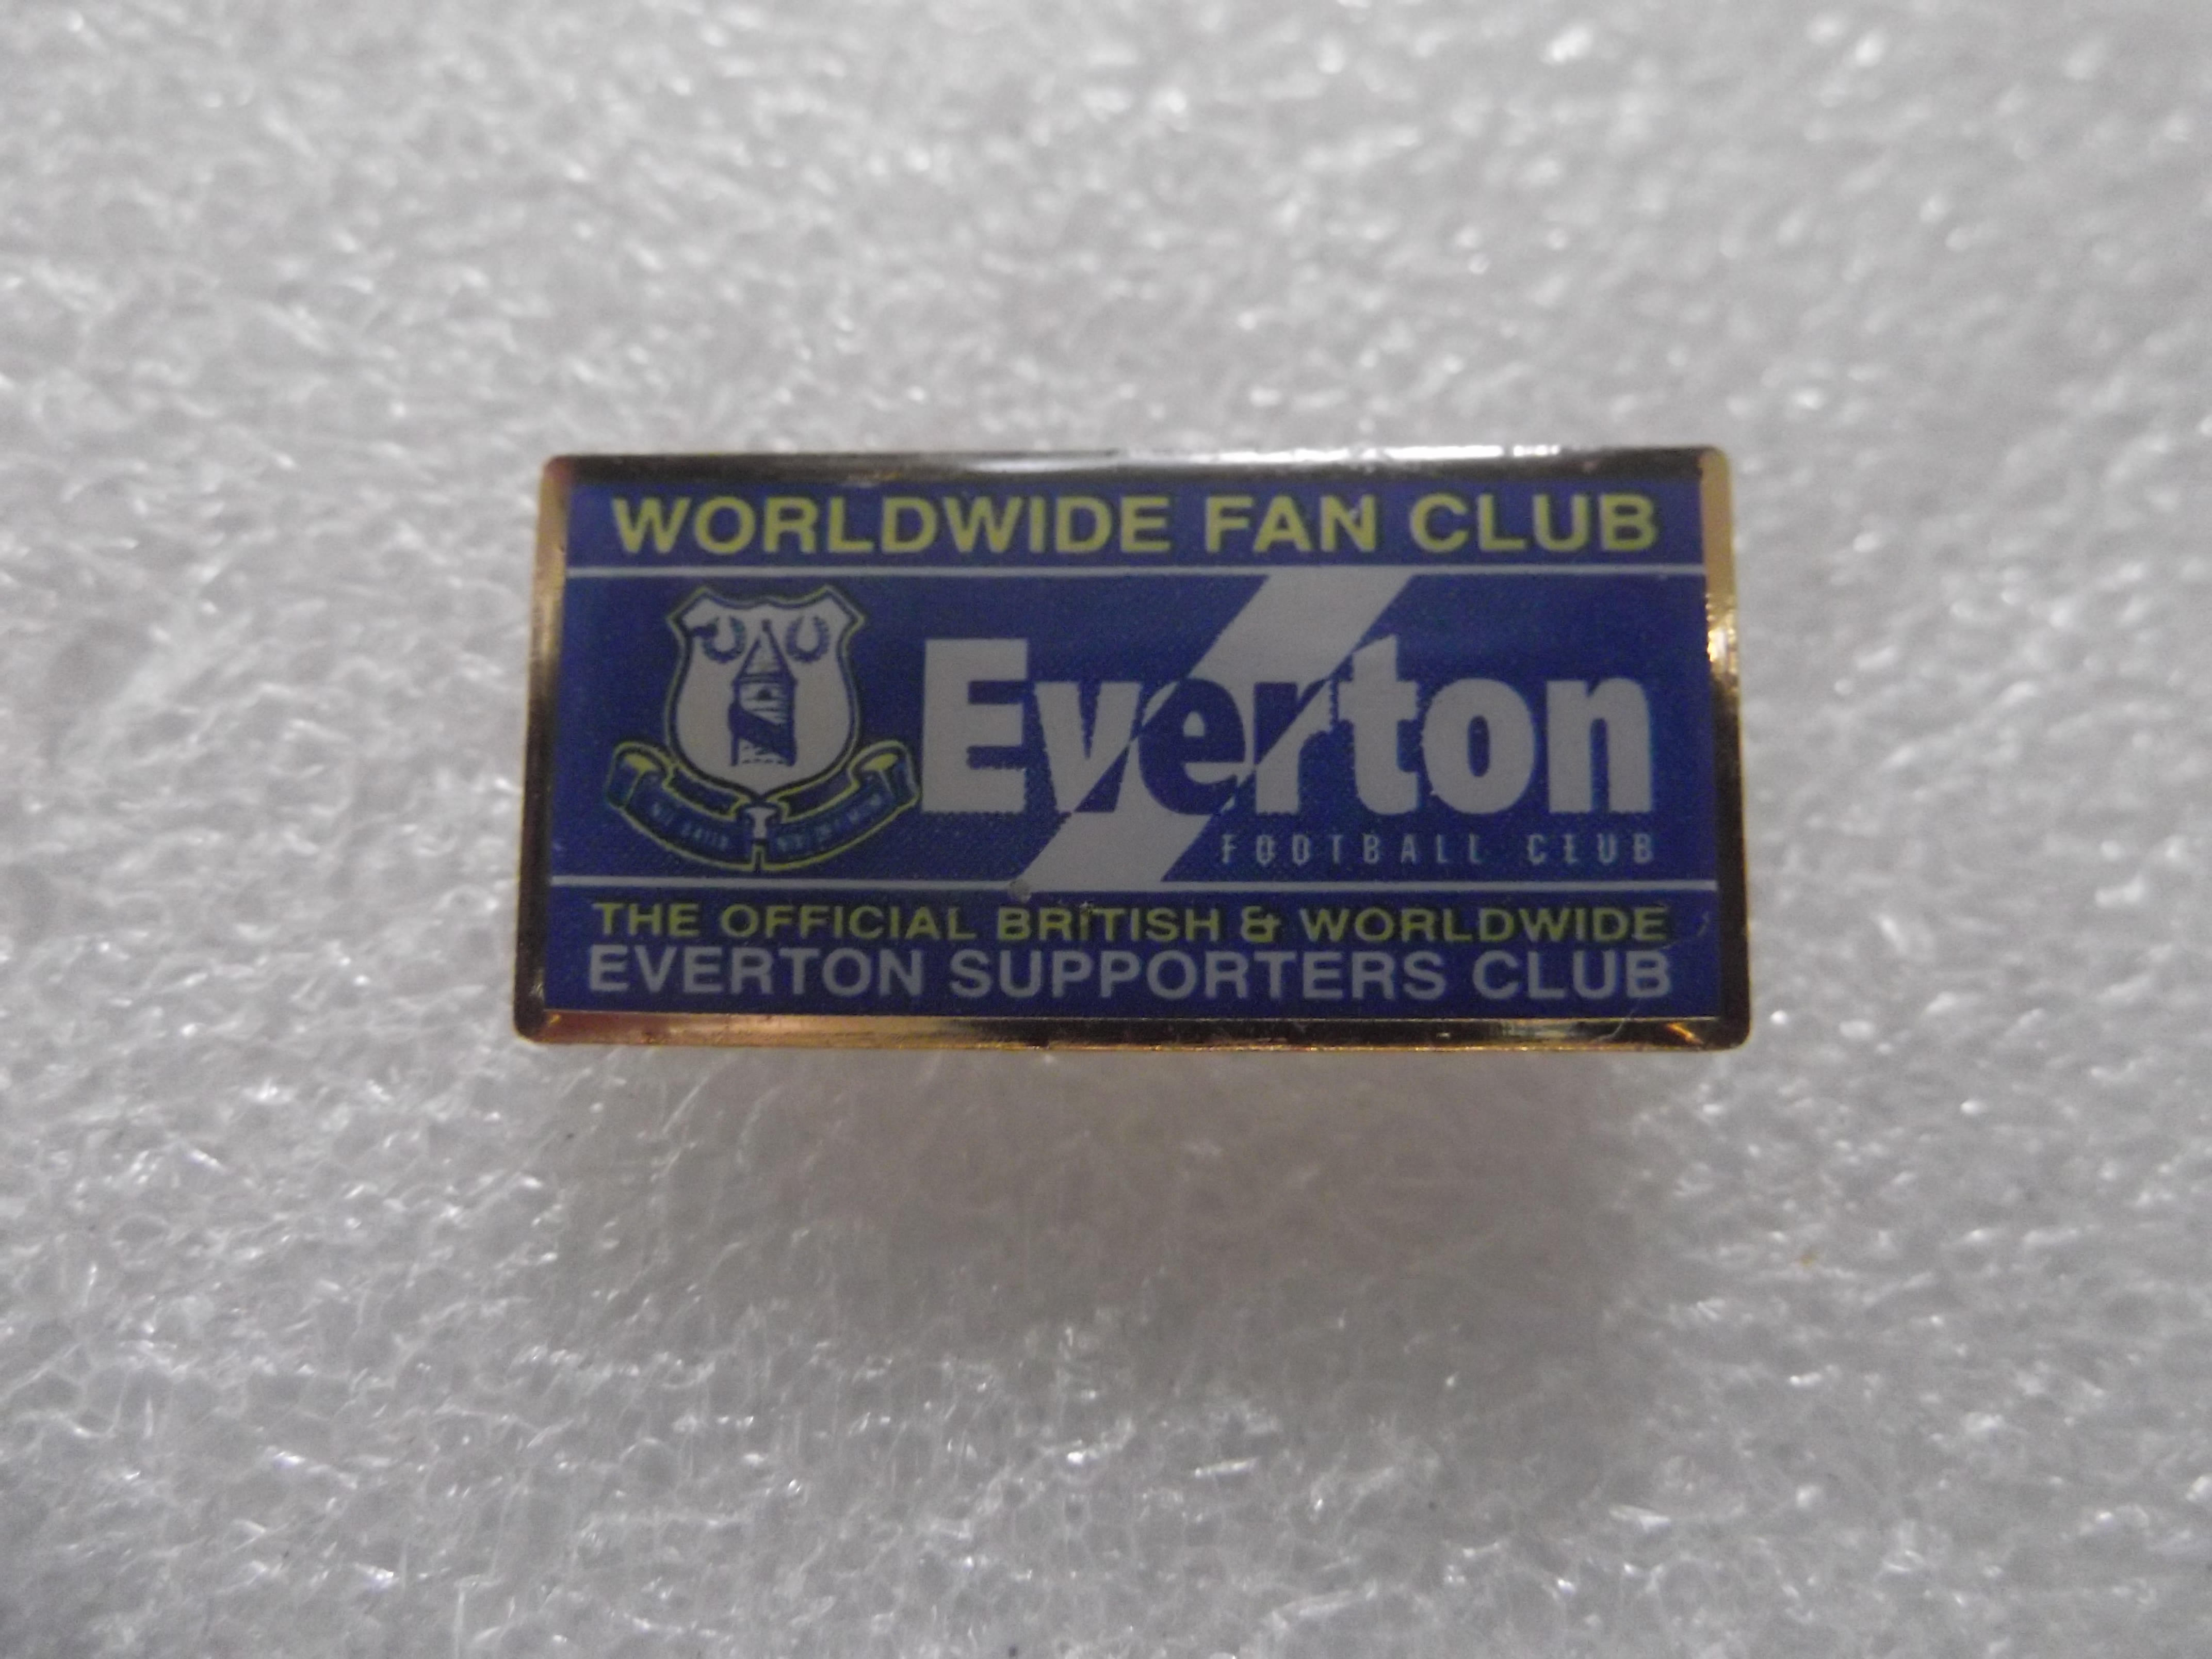 WORLDWIDE FAN CLUB
Everton
FOOTBALL CLUB
THE OFFICIAL BRITISH & WORLDWIDE
EVERTON SUPPORTERS CLUB